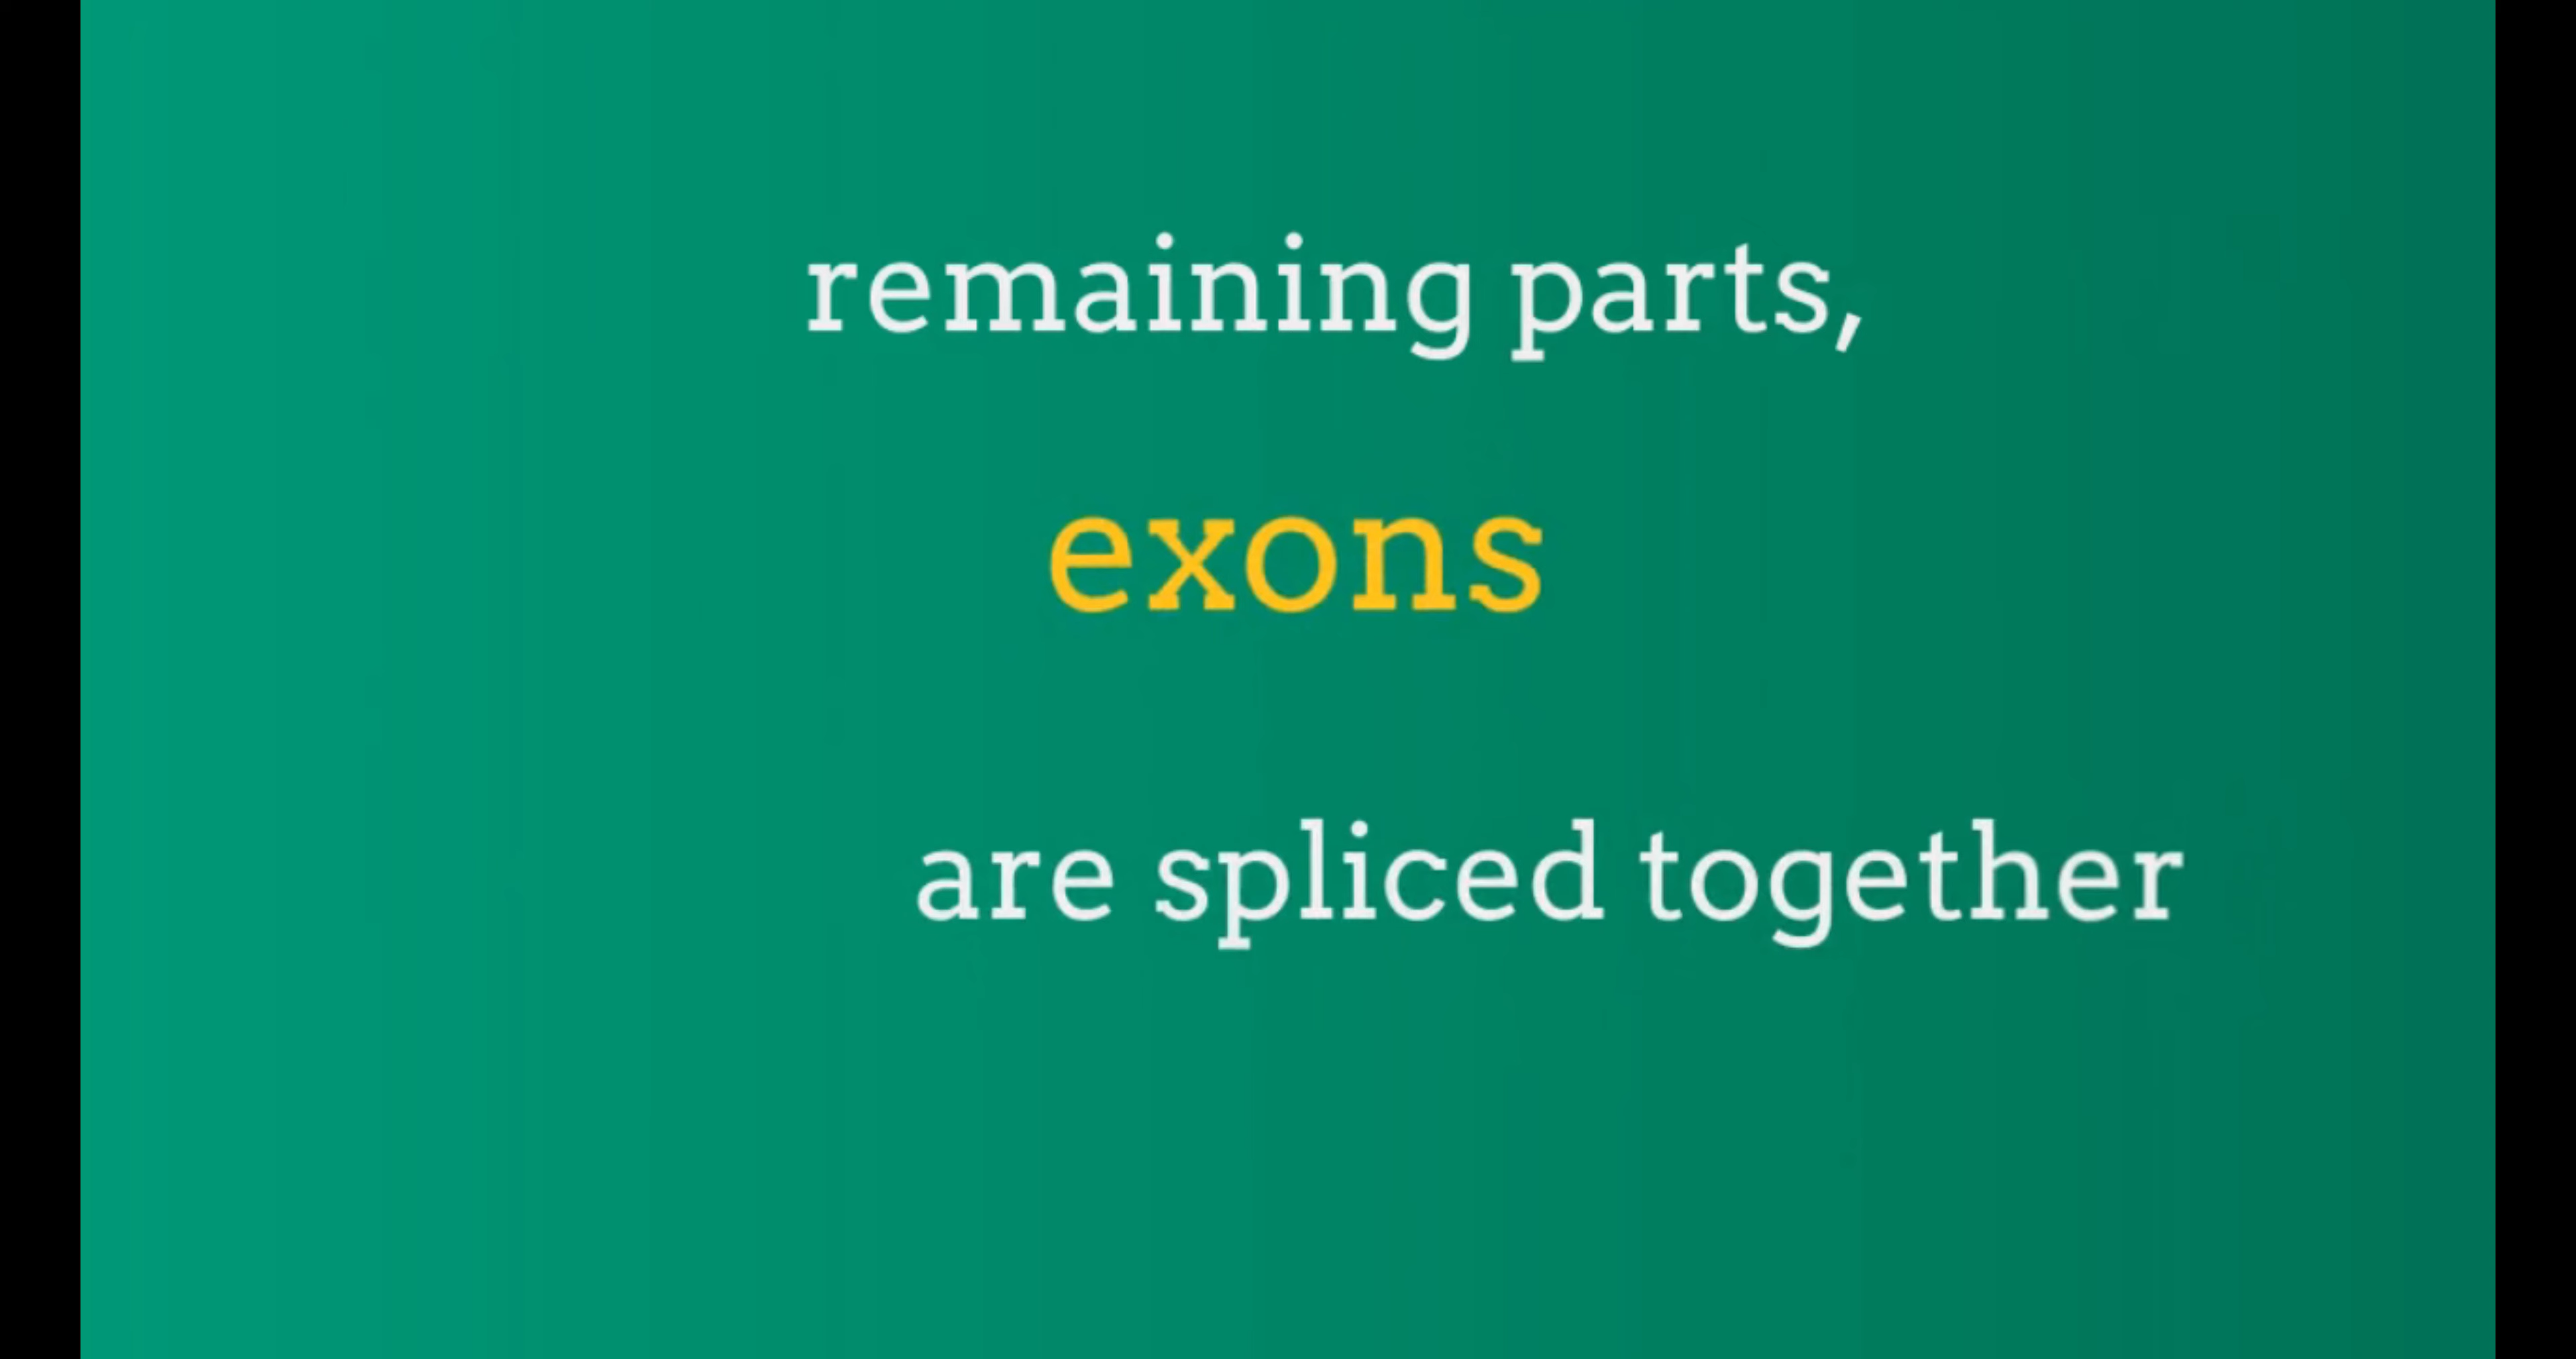 remaining parts,
exons
are spliced together